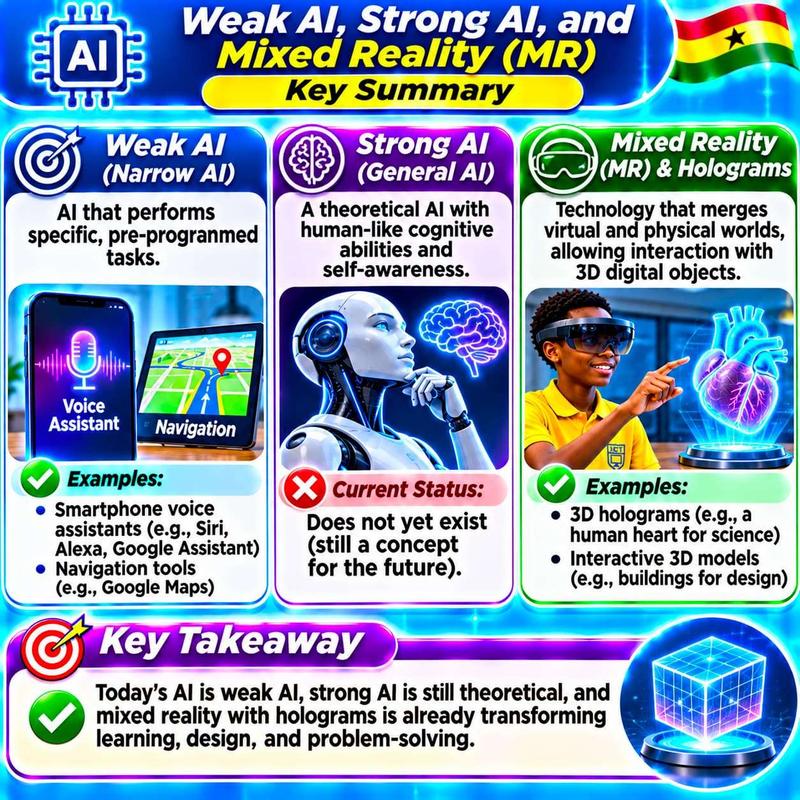 AI
Weak AI, Strong AI, and
Mixed Reality (MR)
Key Summary
Weak AI
(Narrow AI)
AI that performs
specific, pre-programmed
tasks.
Voice
Assistant
Navigation
Examples:
• Smartphone voice
assistants (e.g., Siri,
Alexa, Google Assistant)
• Navigation tools
(e.g., Google Maps)
Strong AI
(General AI)
A theoretical AI with
human-like cognitive
abilities and
self-awareness.
Current Status:
Does not yet exist
(still a concept
for the future).
Mixed Reality
(MR) & Holograms
Technology that merges
virtual and physical worlds,
allowing interaction with
3D digital objects.
Examples:
• 3D holograms (e.g., a
human heart for science)
• Interactive 3D models
(e.g., buildings for design)
Key Takeaway
Today's AI is weak AI, strong AI is still theoretical, and
mixed reality with holograms is already transforming
learning, design, and problem-solving.